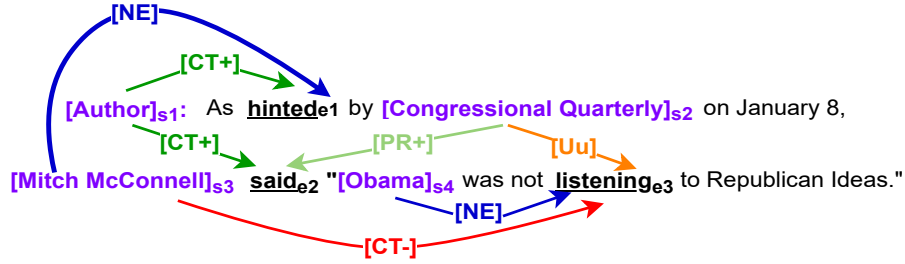 [NE]
[CT+]
[Author]s1: As hintede1 by [Congressional Quarterly]s2 on January 8,
[CT+] [PR+] [Uu]
[Mitch McConnell]s3 saide2 "[Obama]s4 was not listeninge3 to Republican Ideas."
[NE]
[CT-]